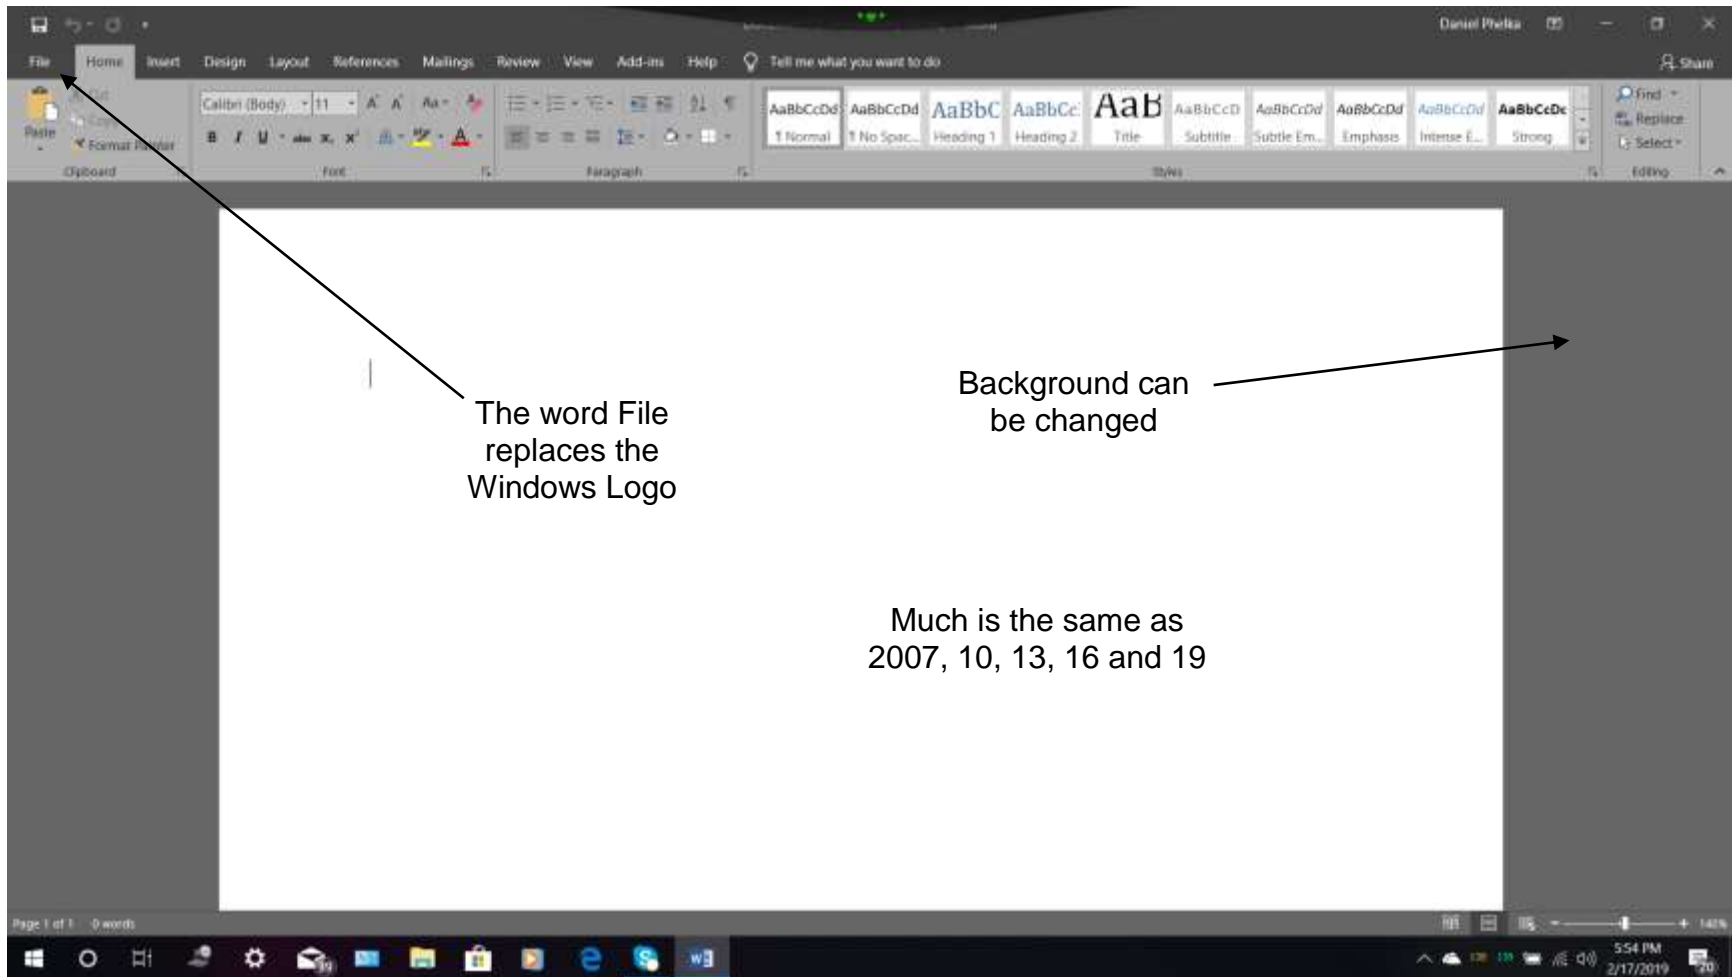 Daniel Phelka
File Home Insert Design Layout References Mailings Review View Add-ins Help Tell me what you want to do Share
Cut
Copy
Paste
Format Painter
Clipboard
Calibri (Body) 11
Font
Paragraph
AaBbCcDd AaBbCcDd AaBbC AaBbCc AaB AaBbCcD AaBbCcDd AaBbCcDd AaBbCcDd AaBbCcDc
¶ Normal ¶ No Spac... Heading 1 Heading 2 Title Subtitle Subtle Em... Emphasis Intense E... Strong
Styles
Find
Replace
Select
Editing
The word File
replaces the
Windows Logo
Background can
be changed
Much is the same as
2007, 10, 13, 16 and 19
Page 1 of 1 0 words
140%
5:54 PM
2/17/2019